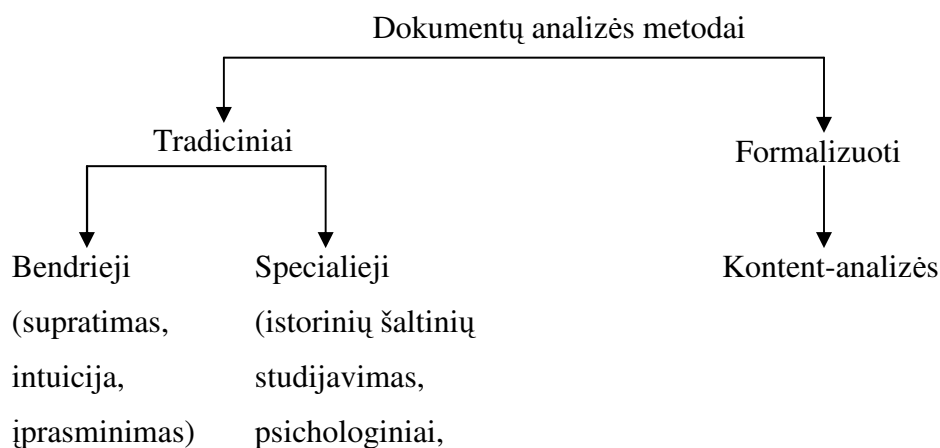 Dokumentų analizės metodai
Tradiciniai
Formalizuoti
Bendrieji
(supratimas,
intuicija,
įprasminimas)
Specialieji
(istorinių šaltinių
studijavimas,
psichologiniai,
Kontent-analizės